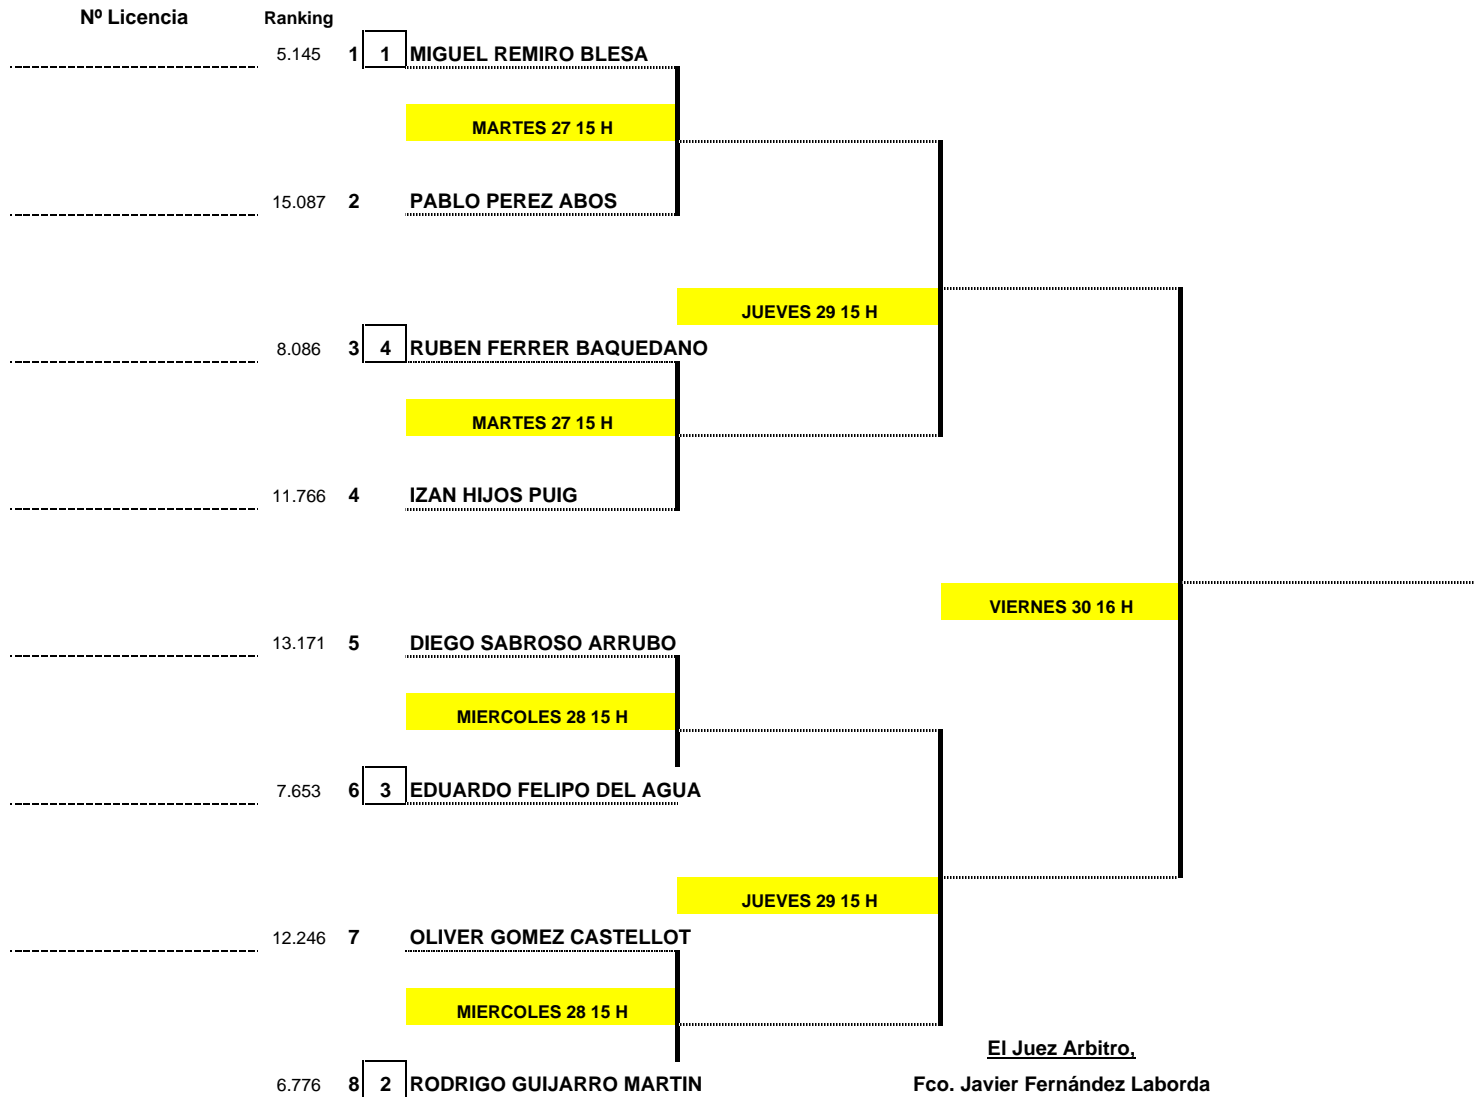 Nº Licencia Ranking
5.145 1 1 MIGUEL REMIRO BLESA
MARTES 27 15 H
15.087 2 PABLO PEREZ ABOS
JUEVES 29 15 H
8.086 3 4 RUBEN FERRER BAQUEDANO
MARTES 27 15 H
11.766 4 IZAN HIJOS PUIG
VIERNES 30 16 H
13.171 5 DIEGO SABROSO ARRUBO
MIERCOLES 28 15 H
7.653 6 3 EDUARDO FELIPO DEL AGUA
JUEVES 29 15 H
12.246 7 OLIVER GOMEZ CASTELLOT
MIERCOLES 28 15 H
El Juez Arbitro,
6.776 8 2 RODRIGO GUIJARRO MARTIN Fco. Javier Fernández Laborda